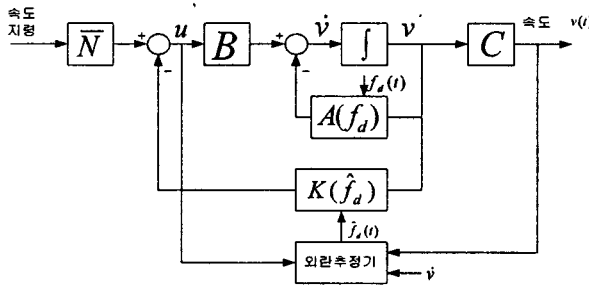 속도
지령
N̅
+
−
u
B
+
−
v̇
∫
v
C
속도 v(t)
f_d(t)
A(f_d)
K(f̂_d)
f̂_d(t)
외란추정기
v̇